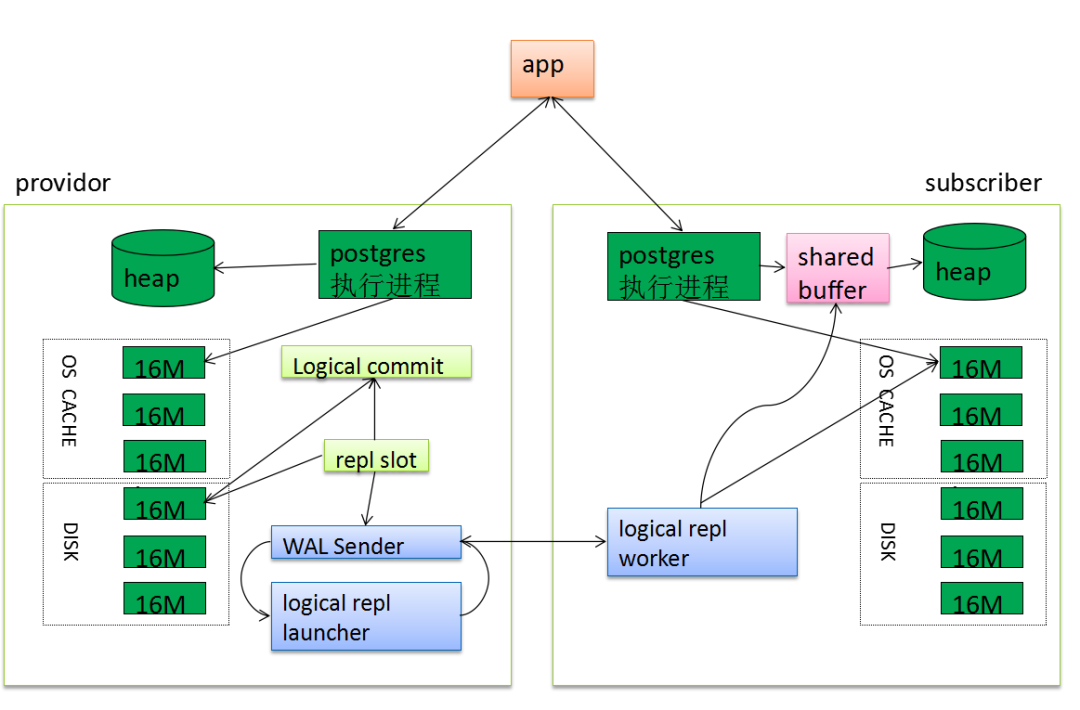 app
providor
subscriber
heap
postgres
执行进程
postgres
执行进程
shared
buffer
heap
OS CACHE
16M
16M
16M
Logical commit
repl slot
DISK
16M
16M
16M
WAL Sender
logical repl
launcher
logical repl
worker
OS CACHE
16M
16M
16M
DISK
16M
16M
16M